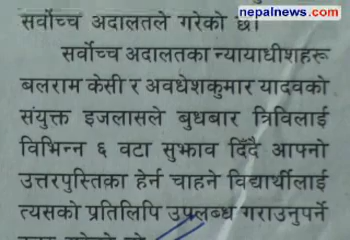 nepalnews.com
सर्वोच्च अदालतले गरेको छ।
सर्वोच्च अदालतका न्यायाधीशहरू
बलराम केसी र अवधेशकुमार यादवको
संयुक्त इजलासले बुधबार त्रिविलाई
विभिन्न ६ वटा सुझाव दिँदै आफ्नो
उत्तरपुस्तिका हेर्न चाहने विद्यार्थीलाई
त्यसको प्रतिलिपि उपलब्ध गराउनुपर्ने